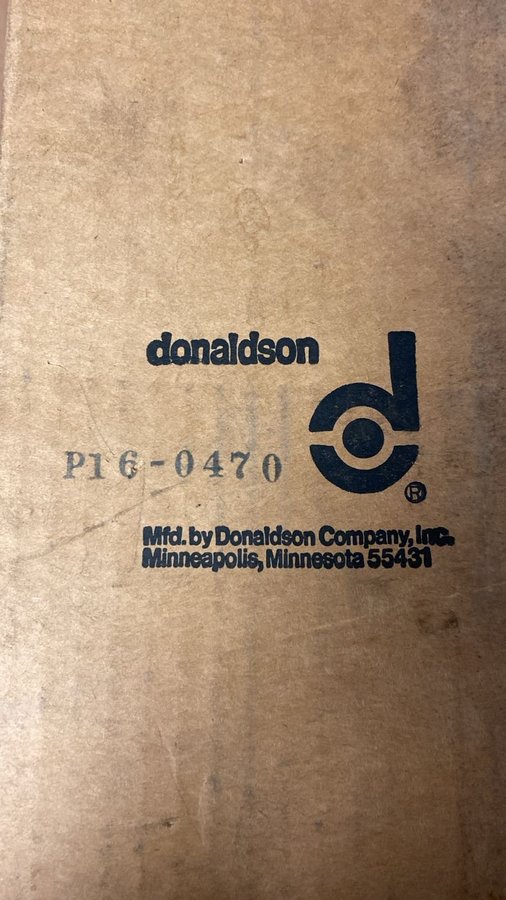 donaldson
P16-0470
®
Mfd. by Donaldson Company, Inc.
Minneapolis, Minnesota 55431